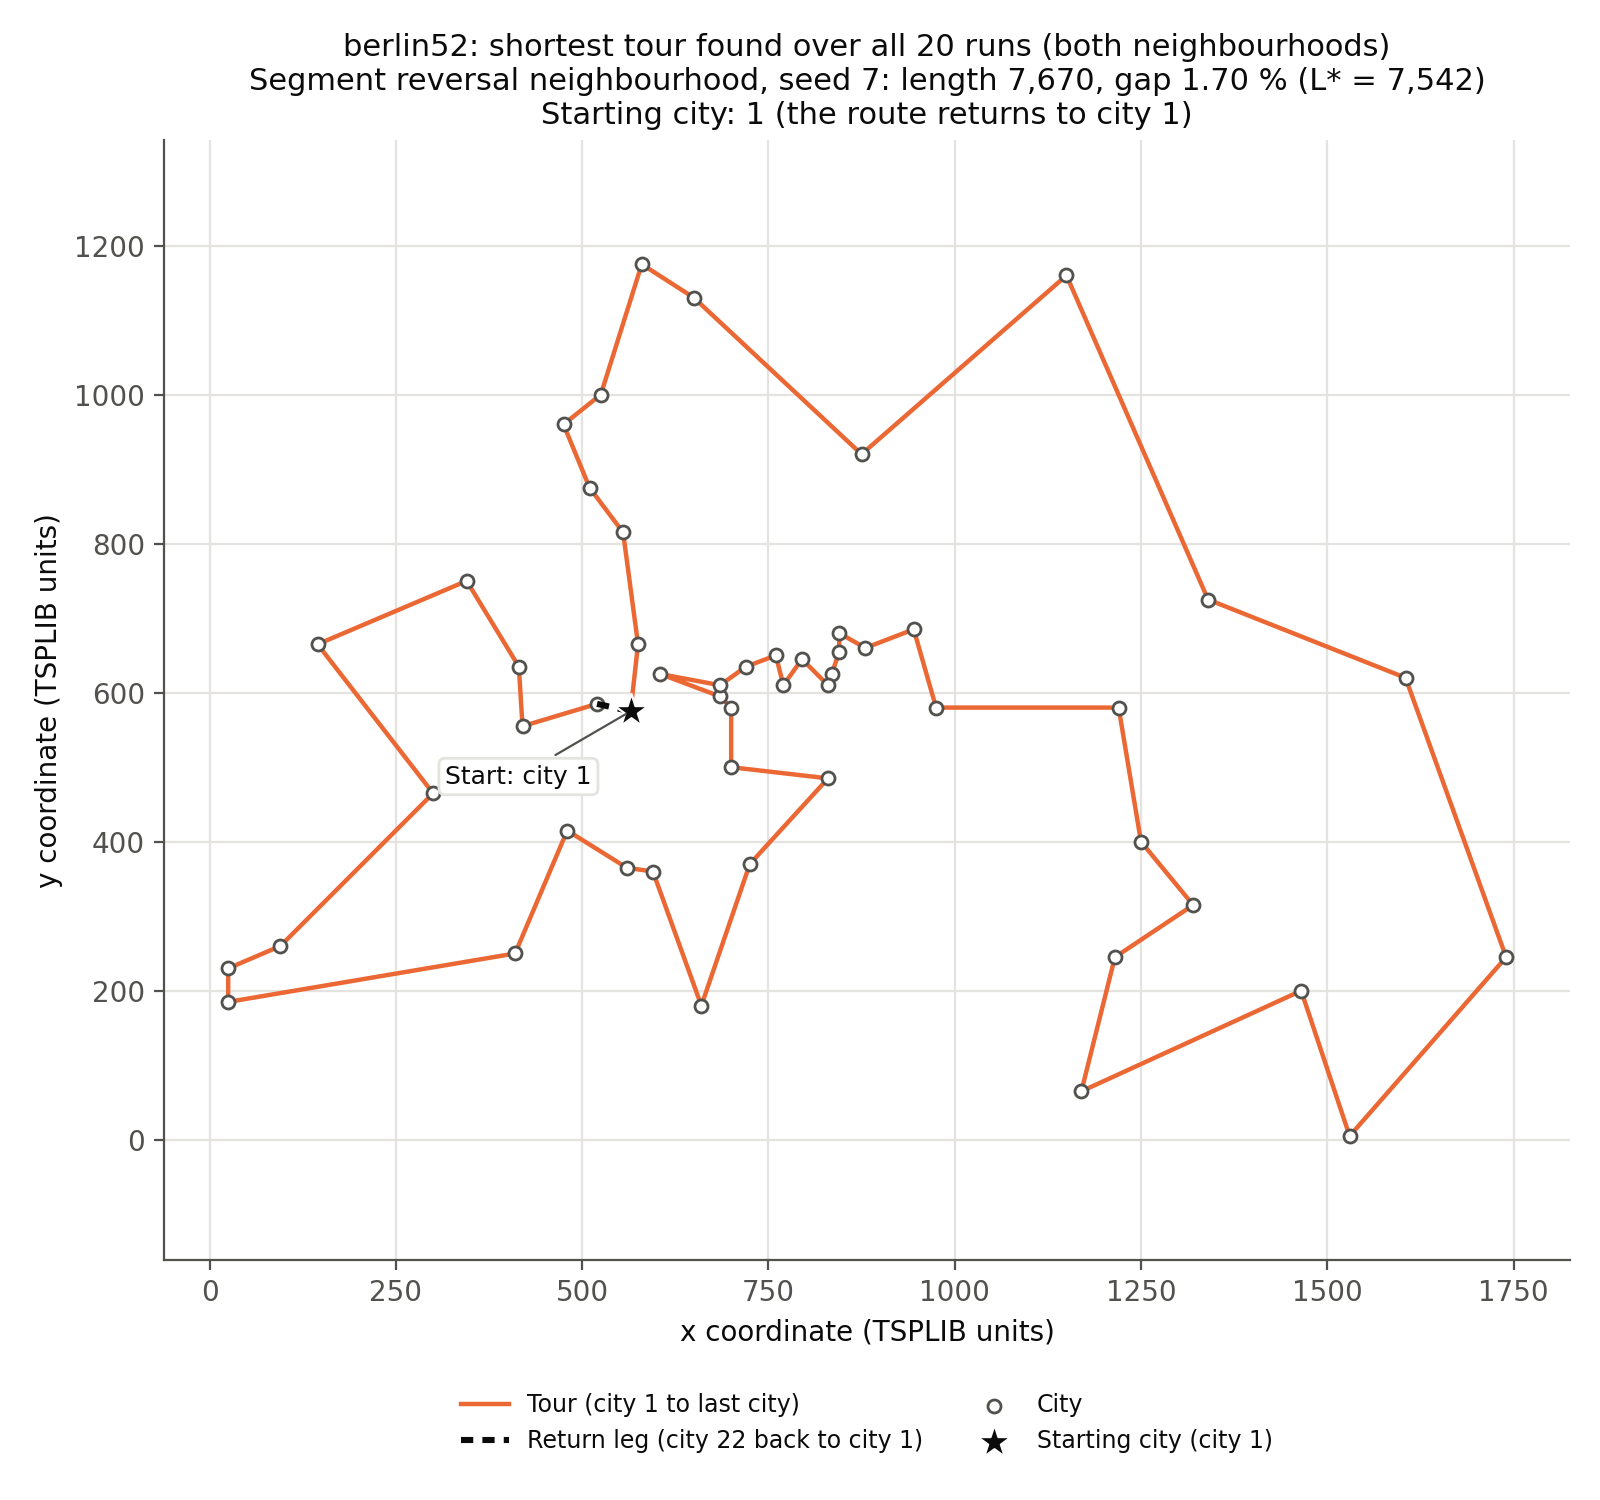 berlin52: shortest tour found over all 20 runs (both neighbourhoods)
Segment reversal neighbourhood, seed 7: length 7,670, gap 1.70 % (L* = 7,542)
Starting city: 1 (the route returns to city 1)
y coordinate (TSPLIB units)
1200
1000
800
600
400
200
0
Start: city 1
0
250
500
750
1000
1250
1500
1750
x coordinate (TSPLIB units)
Tour (city 1 to last city)
Return leg (city 22 back to city 1)
City
Starting city (city 1)